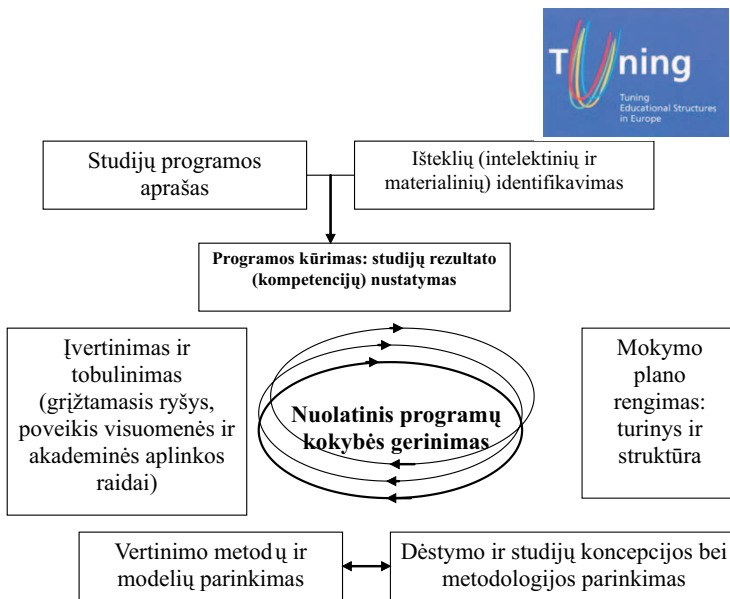 Tuning
Tuning
Educational Structures
in Europe
Studijų programos
aprašas
Išteklių (intelektinių ir
materialinių) identifikavimas
Programos kūrimas: studijų rezultato
(kompetencijų) nustatymas
Įvertinimas ir
tobulinimas
(grįžtamasis ryšys,
poveikis visuomenės ir
akademinės aplinkos
raidai)
Nuolatinis programų
kokybės gerinimas
Mokymo
plano
rengimas:
turinys ir
struktūra
Vertinimo metodų ir
modelių parinkimas
Dėstymo ir studijų koncepcijos bei
metodologijos parinkimas